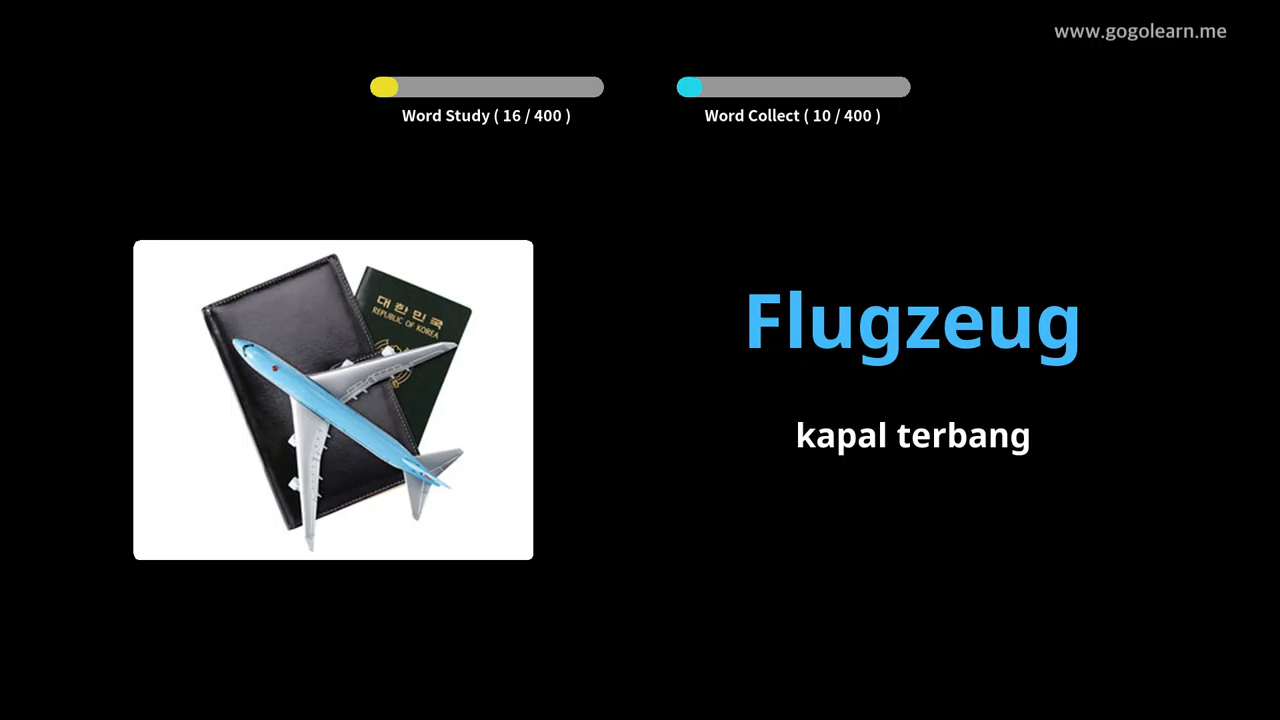 www.gogolearn.me
Word Study ( 16 / 400 )
Word Collect ( 10 / 400 )
대한민국
REPUBLIC OF KOREA
Flugzeug
kapal terbang